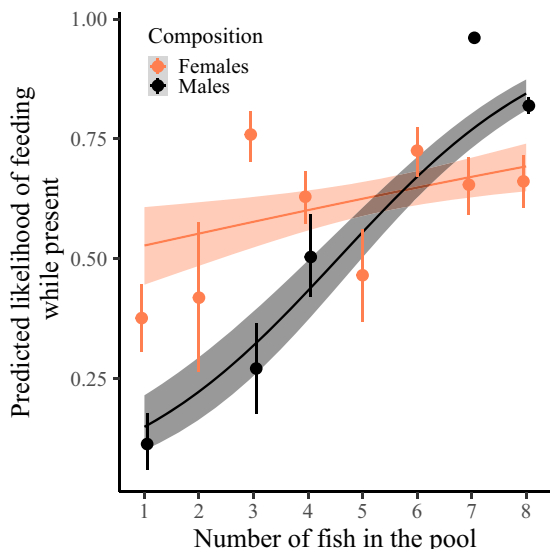 Predicted likelihood of feeding
while present
1.00
0.75
0.50
0.25
Composition
Females
Males
1 2 3 4 5 6 7 8
Number of fish in the pool